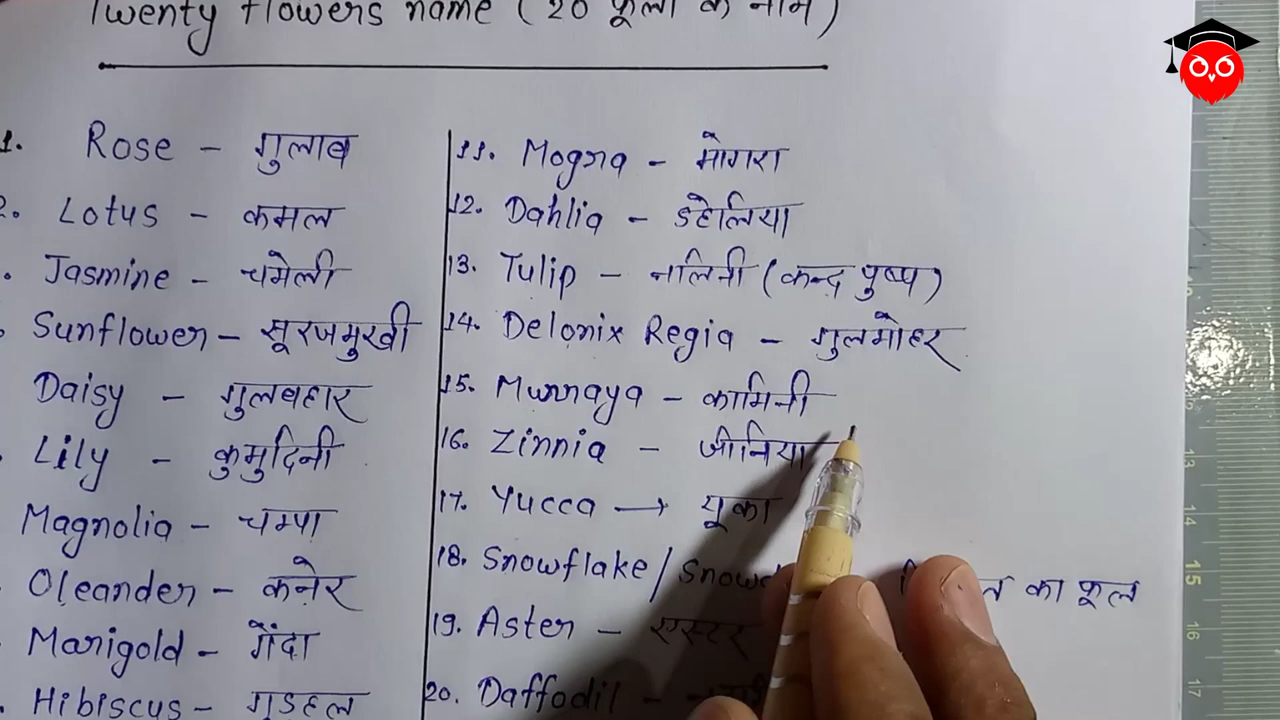 Twenty flowers name (20 फूलों के नाम)
1. Rose - गुलाब
2. Lotus - कमल
. Jasmine - चमेली
Sunflower - सूरजमुखी
Daisy - गुलबहार
Lily - कुमुदिनी
Magnolia - चम्पा
Oleander - कनेर
Marigold - गेंदा
Hibiscus - गुडहल
11. Mogra - मोगरा
12. Dahlia - डहेलिया
13. Tulip - नलिनी (कन्द पुष्प)
14. Delonix Regia - गुलमोहर
15. Murraya - कामिनी
16. Zinnia - जीनिया
17. Yucca → यूका
18. Snowflake / का फूल
19. Aster - एस्टर
20. Daffodil -